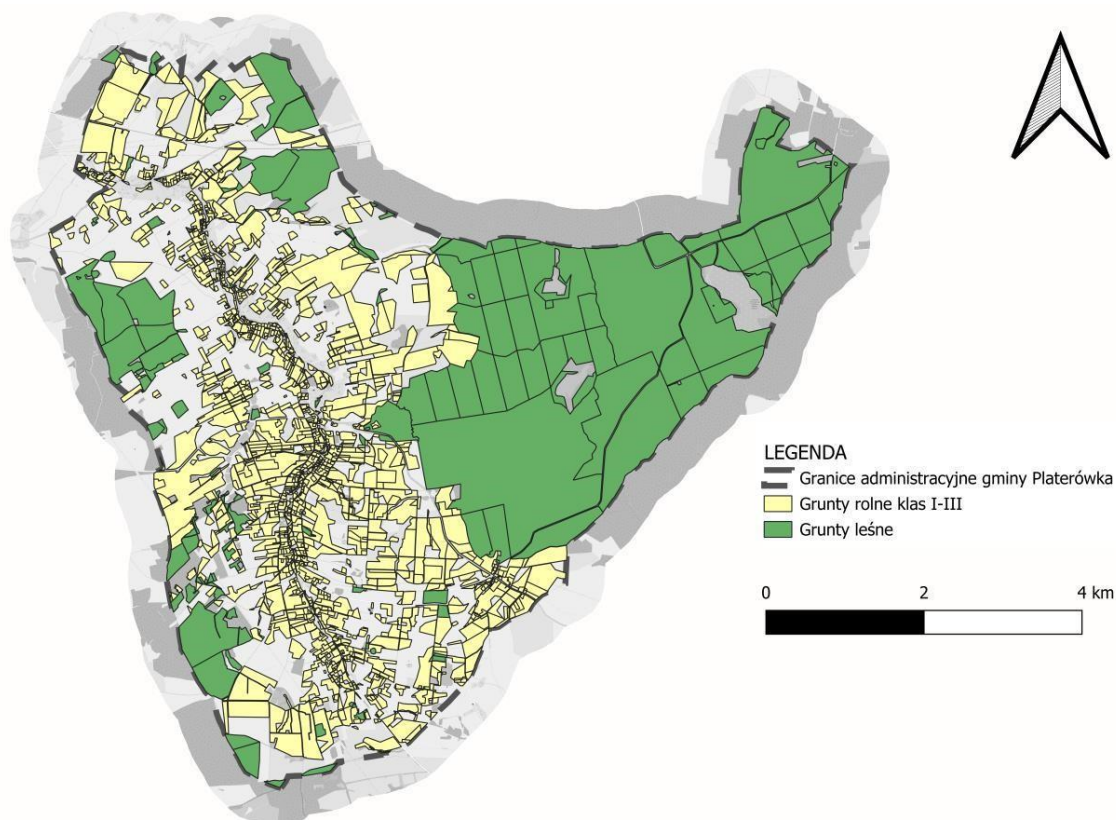 LEGENDA
Granice administracyjne gminy Platerówka
Grunty rolne klas I-III
Grunty leśne
0 2 4 km